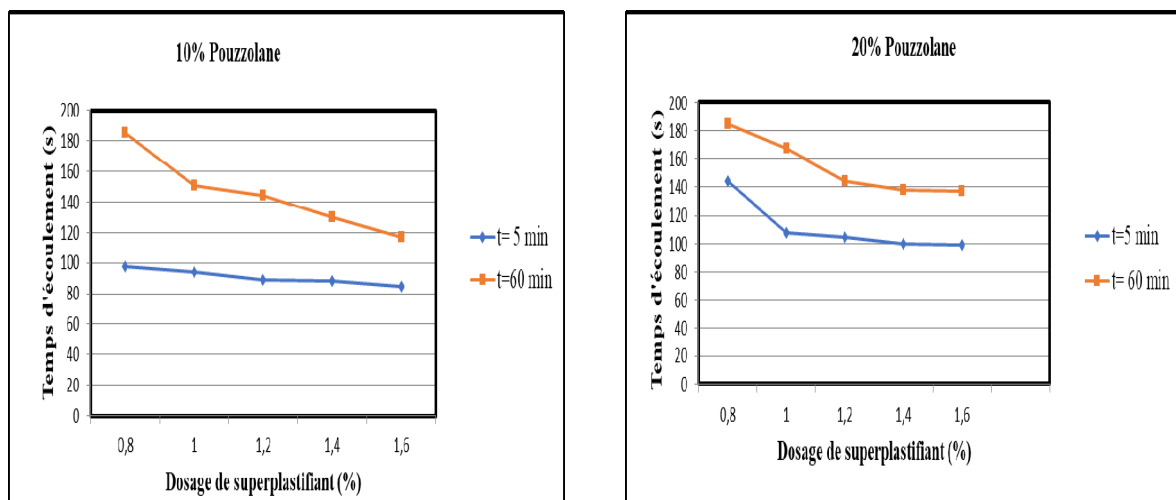 10% Pouzzolane
Temps d'écoulement (s)
200
180
160
140
120
100
80
60
40
20
0
0,8 1 1,2 1,4 1,6
Dosage de superplastifiant (%)
t= 5 min
t=60 min
20% Pouzzolane
Temps d'écoulement (s)
200
180
160
140
120
100
80
60
40
20
0
0,8 1 1,2 1,4 1,6
Dosage de superplastifiant (%)
t=5 min
t= 60 min